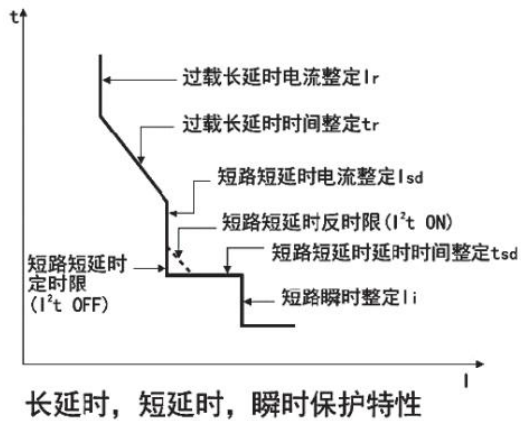 t
过载长延时电流整定Ir
过载长延时时间整定tr
短路短延时电流整定Isd
短路短延时反时限(I²t ON)
短路短延时延时时间整定tsd
短路短延时
定时限
(I²t OFF)
短路瞬时整定Ii
I
长延时，短延时，瞬时保护特性